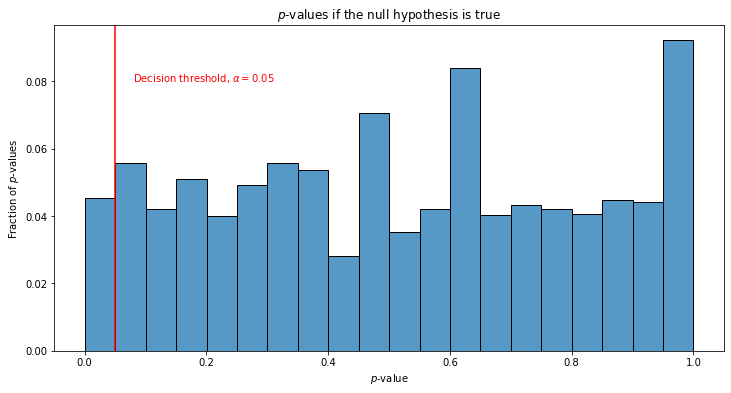 p-values if the null hypothesis is true
Decision threshold, α = 0.05
Fraction of p-values
0.08
0.06
0.04
0.02
0.00
0.0 0.2 0.4 0.6 0.8 1.0
p-value